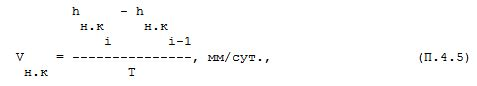 h - h
н.к н.к
i i-1
V = ---------------, мм/сут., (П.4.5)
н.к T